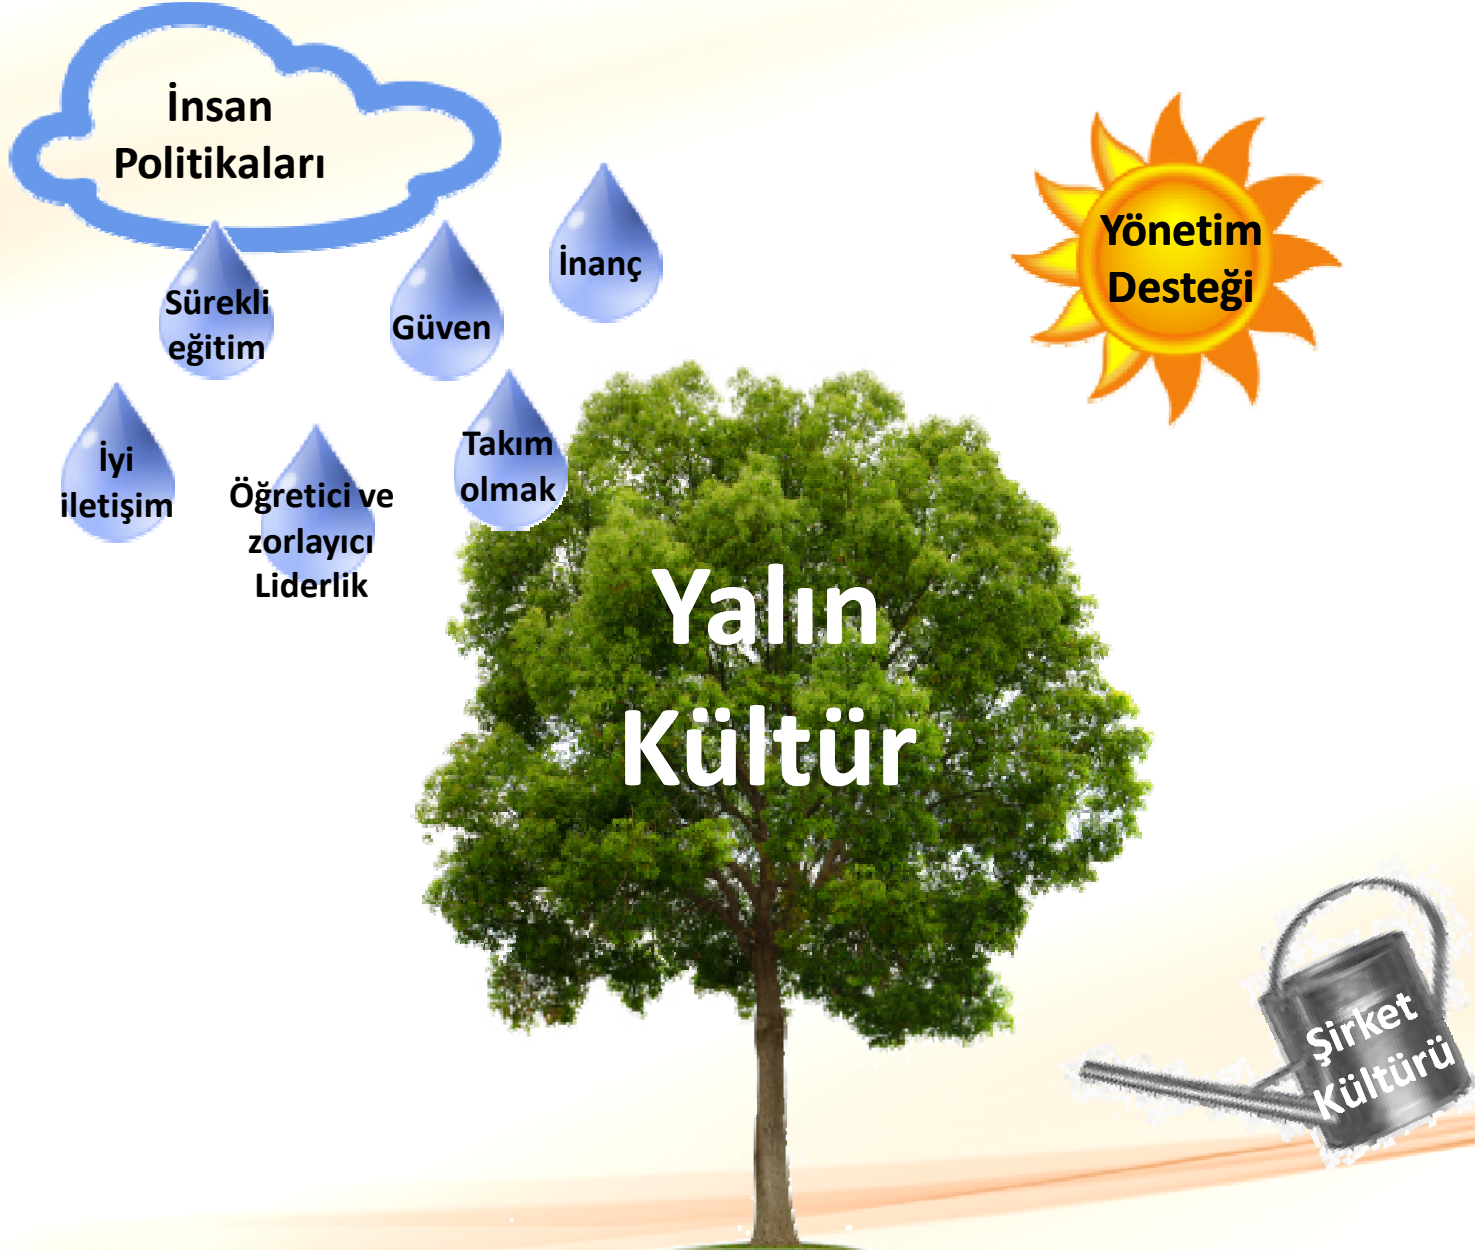 İnsan
Politikaları
Yönetim
Desteği
İnanç
Sürekli
eğitim
Güven
İyi
iletişim
Öğretici ve
zorlayıcı
Liderlik
Takım
olmak
Yalın
Kültür
Şirket
Kültürü